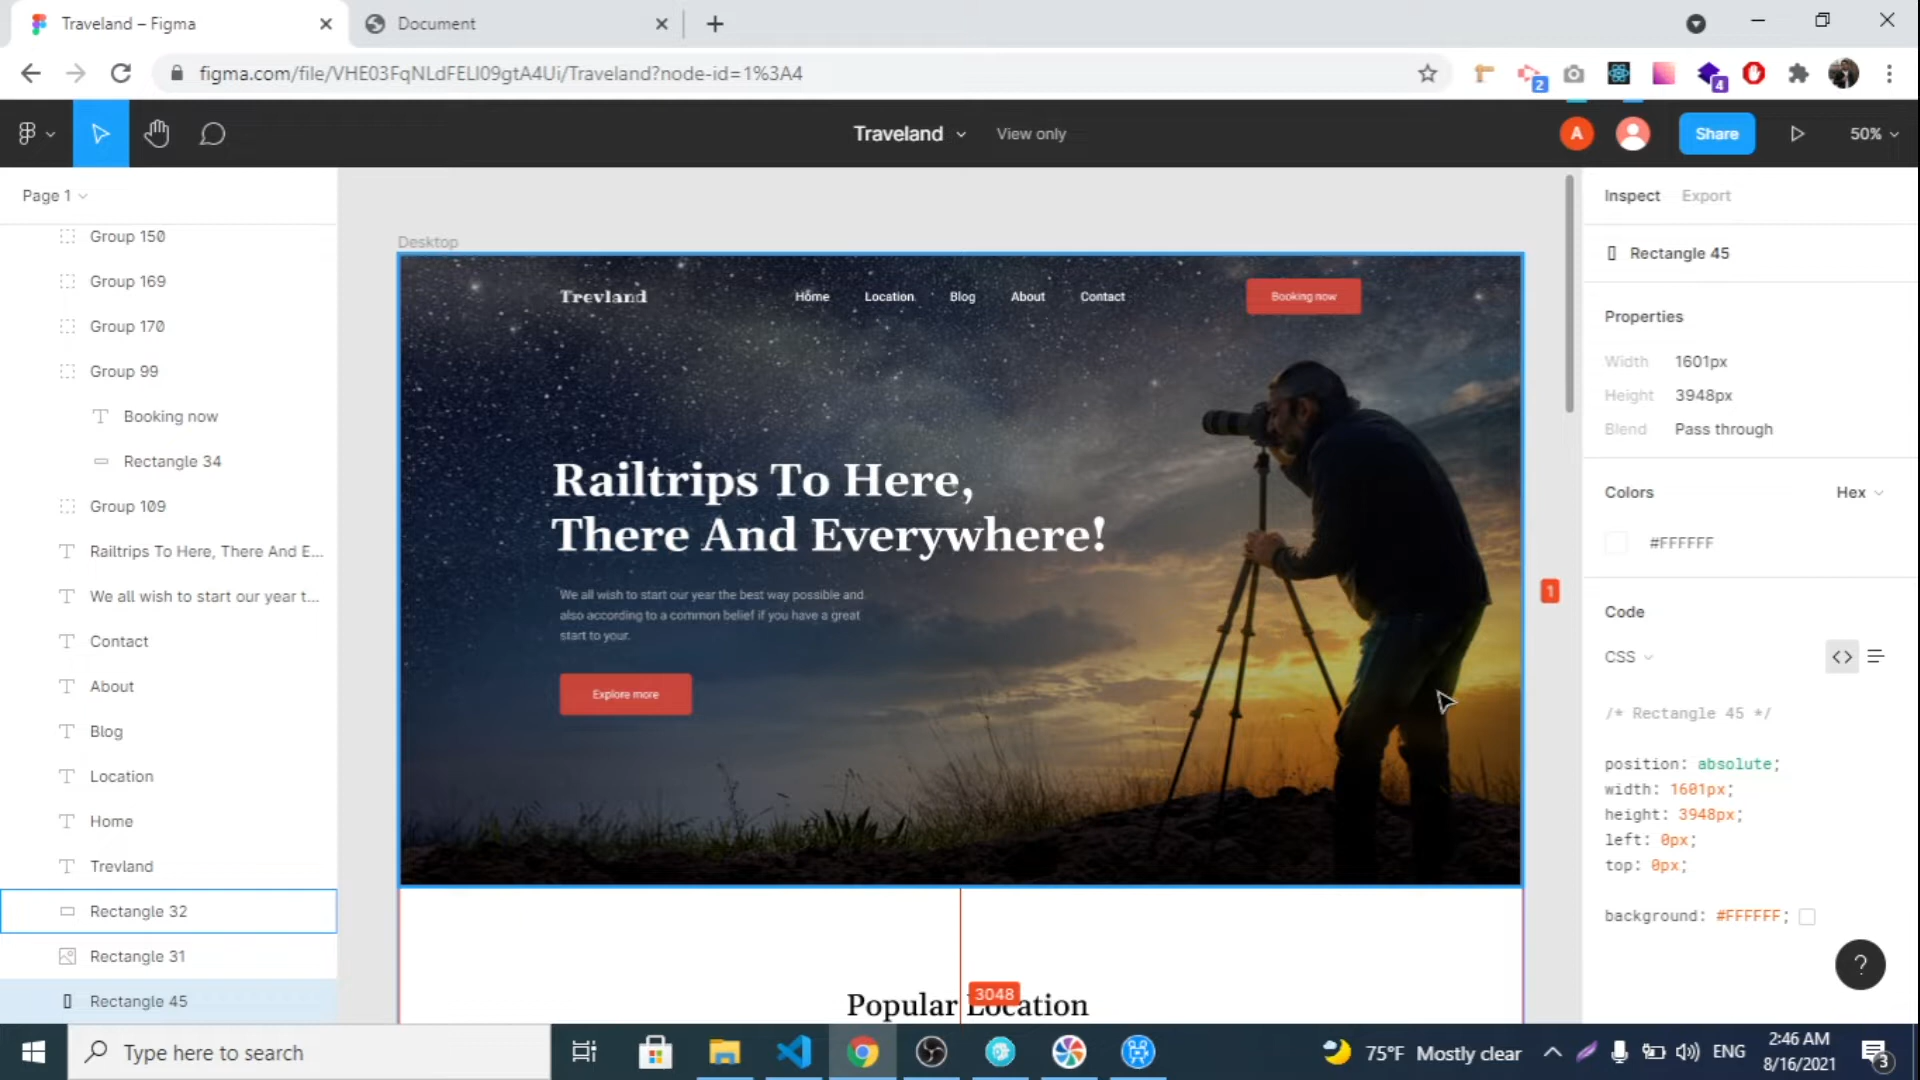 Traveland – Figma
Document
figma.com/file/VHE03FqNLdFELI09gtA4Ui/Traveland?node-id=1%3A4
2
4
Traveland
View only
A
Share
50%
Page 1
Group 150
Group 169
Group 170
Group 99
Booking now
Rectangle 34
Group 109
Railtrips To Here, There And E...
We all wish to start our year t...
Contact
About
Blog
Location
Home
Trevland
Rectangle 32
Rectangle 31
Rectangle 45
Desktop
Trevland
Home
Location
Blog
About
Contact
Booking now
Railtrips To Here,
There And Everywhere!
We all wish to start our year the best way possible and
also according to a common belief if you have a great
start to your.
Explore more
1
3048
Popular Location
Inspect
Export
Rectangle 45
Properties
Width 1601px
Height 3948px
Blend Pass through
Colors
Hex
#FFFFFF
Code
CSS
/* Rectangle 45 */
position: absolute;
width: 1601px;
height: 3948px;
left: 0px;
top: 0px;
background: #FFFFFF;
?
Type here to search
75°F Mostly clear
ENG
2:46 AM
8/16/2021
3